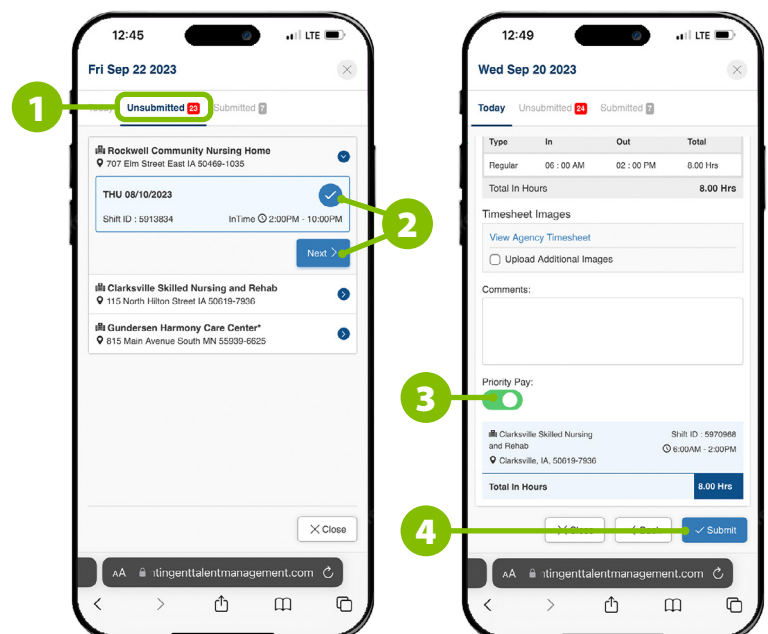 12:45
LTE
Fri Sep 22 2023
1
Today
Unsubmitted 23
Submitted 7
Rockwell Community Nursing Home
707 Elm Street East IA 50469-1035
THU 08/10/2023
Shift ID : 5913834
InTime 2:00PM - 10:00PM
2
Next
Clarksville Skilled Nursing and Rehab
115 North Hilton Street IA 50619-7936
Gundersen Harmony Care Center*
815 Main Avenue South MN 55939-6625
Close
AA
ntingenttalentmanagement.com
12:49
LTE
Wed Sep 20 2023
Today
Unsubmitted 24
Submitted 7
Type In Out Total
Regular 06 : 00 AM 02 : 00 PM 8.00 Hrs
Total In Hours 8.00 Hrs
Timesheet Images
View Agency Timesheet
Upload Additional Images
Comments:
Priority Pay:
3
Clarksville Skilled Nursing
and Rehab
Clarksville, IA, 50619-7936
Shift ID : 5970968
6:00AM - 2:00PM
Total In Hours 8.00 Hrs
4
Close
Back
Submit
AA
ntingenttalentmanagement.com